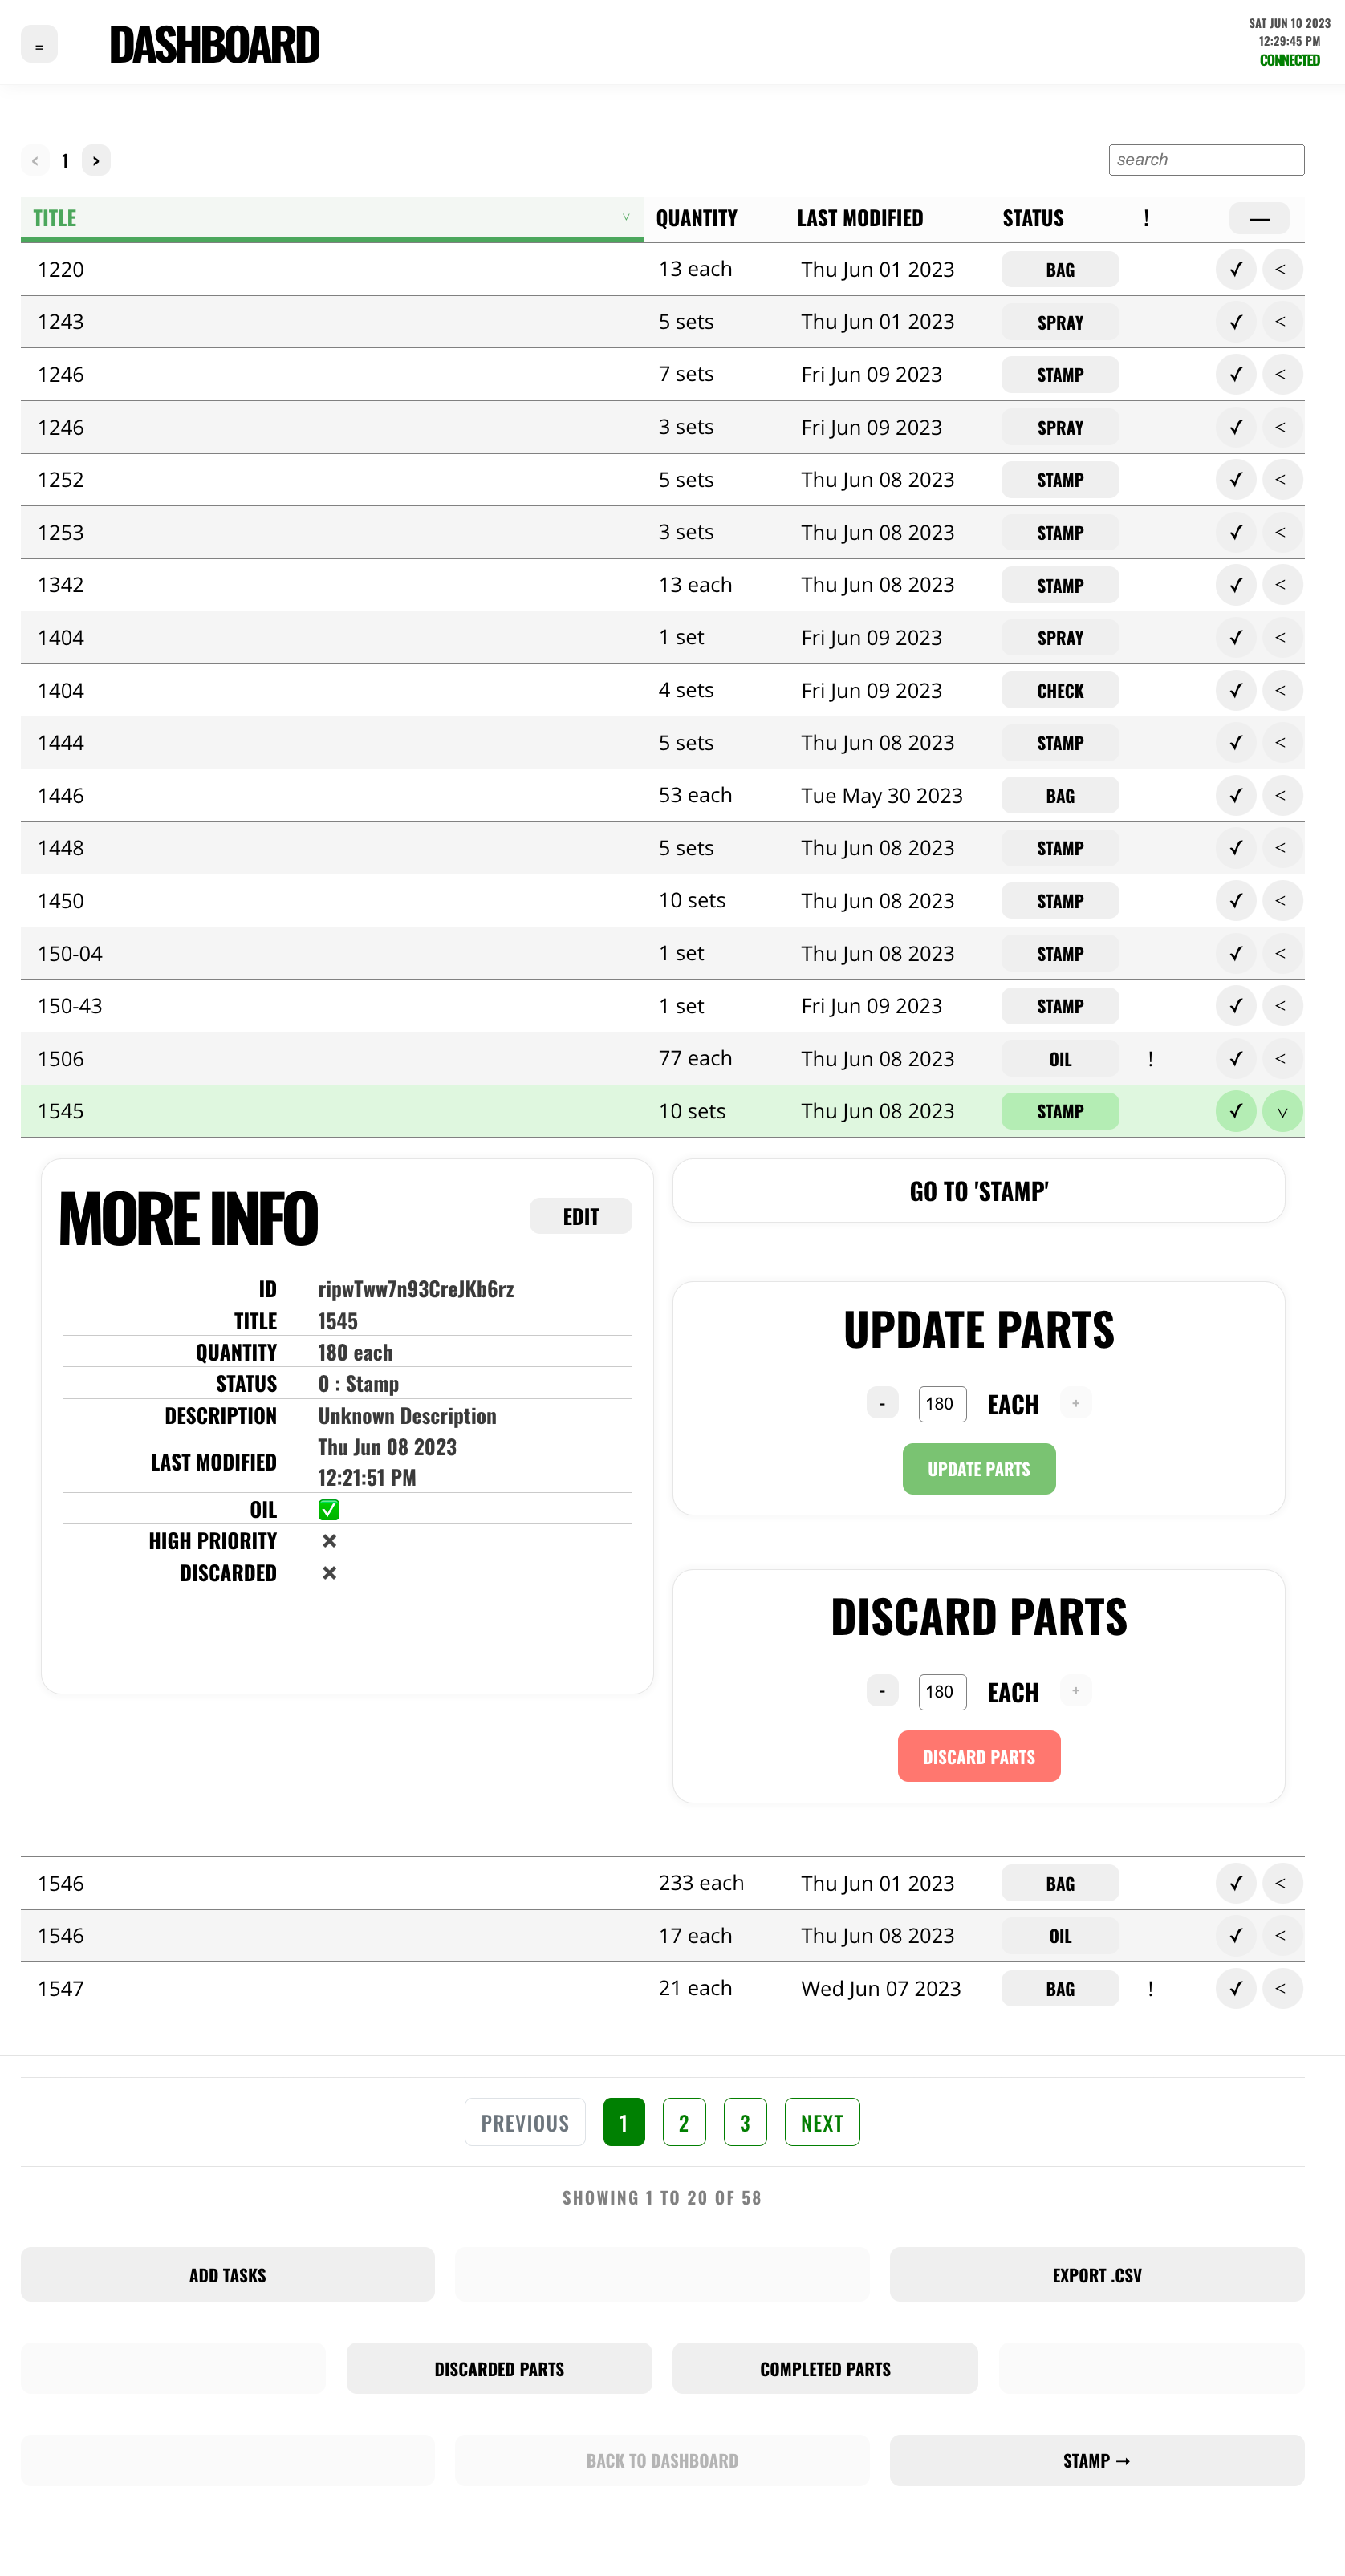 =
DASHBOARD
SAT JUN 10 2023
12:29:45 PM
CONNECTED
< 1 >
search
TITLE v QUANTITY LAST MODIFIED STATUS ! —
1220 13 each Thu Jun 01 2023 BAG ✓ <
1243 5 sets Thu Jun 01 2023 SPRAY ✓ <
1246 7 sets Fri Jun 09 2023 STAMP ✓ <
1246 3 sets Fri Jun 09 2023 SPRAY ✓ <
1252 5 sets Thu Jun 08 2023 STAMP ✓ <
1253 3 sets Thu Jun 08 2023 STAMP ✓ <
1342 13 each Thu Jun 08 2023 STAMP ✓ <
1404 1 set Fri Jun 09 2023 SPRAY ✓ <
1404 4 sets Fri Jun 09 2023 CHECK ✓ <
1444 5 sets Thu Jun 08 2023 STAMP ✓ <
1446 53 each Tue May 30 2023 BAG ✓ <
1448 5 sets Thu Jun 08 2023 STAMP ✓ <
1450 10 sets Thu Jun 08 2023 STAMP ✓ <
150-04 1 set Thu Jun 08 2023 STAMP ✓ <
150-43 1 set Fri Jun 09 2023 STAMP ✓ <
1506 77 each Thu Jun 08 2023 OIL ! ✓ <
1545 10 sets Thu Jun 08 2023 STAMP ✓ v
MORE INFO EDIT
ID ripwTww7n93CreJKb6rz
TITLE 1545
QUANTITY 180 each
STATUS 0 : Stamp
DESCRIPTION Unknown Description
LAST MODIFIED Thu Jun 08 2023
12:21:51 PM
OIL ✅
HIGH PRIORITY ✖
DISCARDED ✖
GO TO 'STAMP'
UPDATE PARTS
- 180 EACH +
UPDATE PARTS
DISCARD PARTS
- 180 EACH +
DISCARD PARTS
1546 233 each Thu Jun 01 2023 BAG ✓ <
1546 17 each Thu Jun 08 2023 OIL ✓ <
1547 21 each Wed Jun 07 2023 BAG ! ✓ <
PREVIOUS 1 2 3 NEXT
SHOWING 1 TO 20 OF 58
ADD TASKS EXPORT .CSV
DISCARDED PARTS COMPLETED PARTS
BACK TO DASHBOARD STAMP →